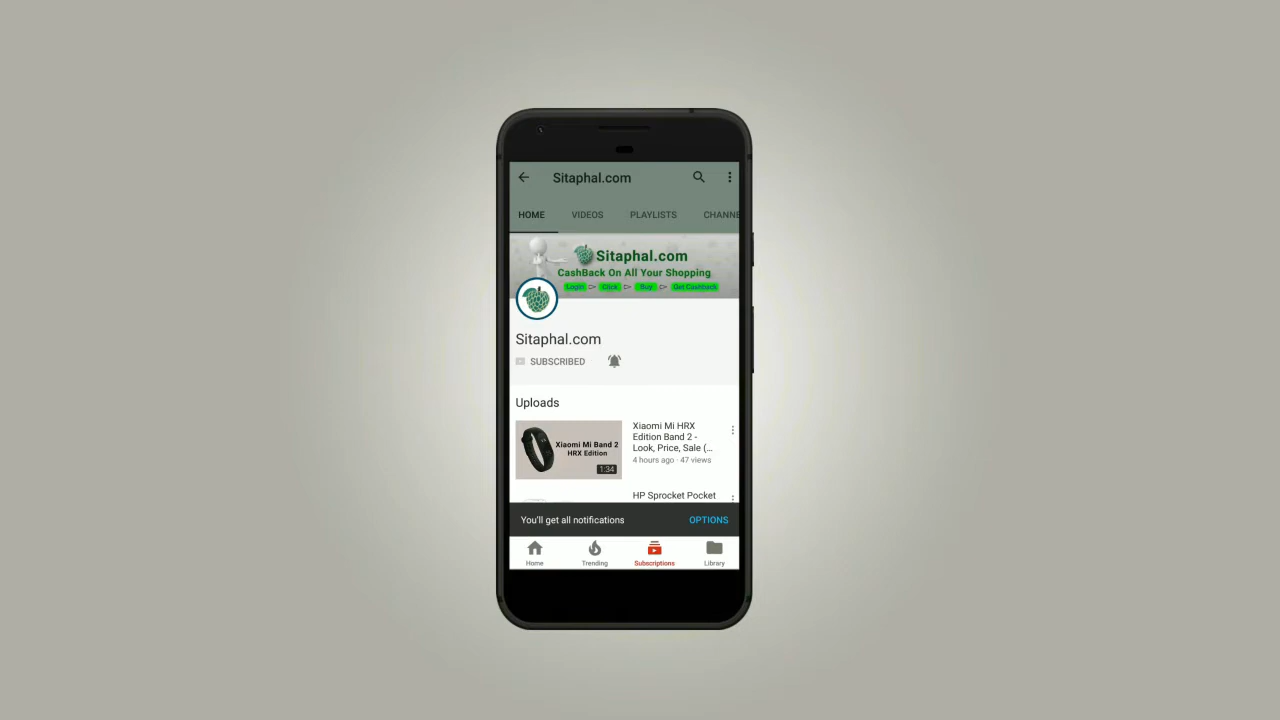 Sitaphal.com
HOME VIDEOS PLAYLISTS CHANNE
Sitaphal.com
CashBack On All Your Shopping
Login Click Buy Get Cashback
Sitaphal.com
SUBSCRIBED
Uploads
Xiaomi Mi Band 2
HRX Edition
1:34
Xiaomi Mi HRX
Edition Band 2 -
Look, Price, Sale (...
4 hours ago · 47 views
HP Sprocket Pocket
You'll get all notifications OPTIONS
Home Trending Subscriptions Library